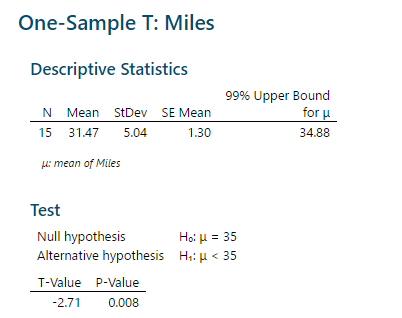 One-Sample T: Miles
Descriptive Statistics
99% Upper Bound
N Mean StDev SE Mean for μ
15 31.47 5.04 1.30 34.88
μ: mean of Miles
Test
Null hypothesis H₀: μ = 35
Alternative hypothesis H₁: μ < 35
T-Value P-Value
-2.71 0.008